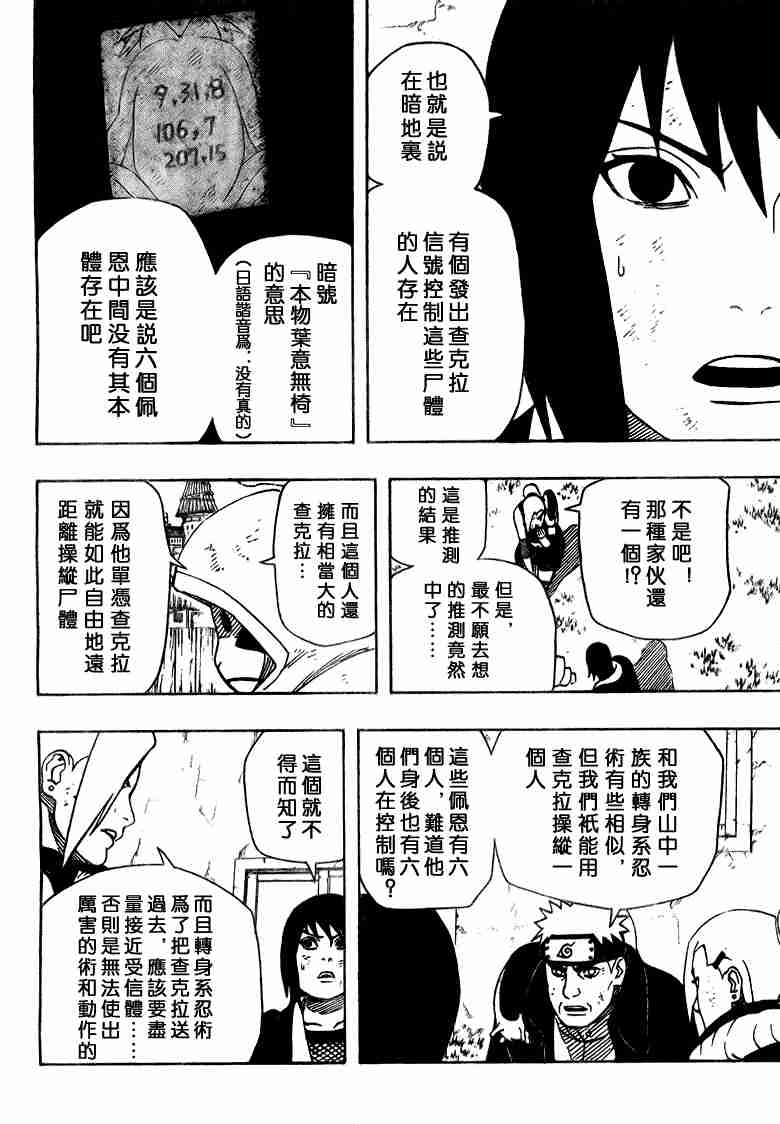 也就是説
在暗地裏
有個發出查克拉
信號控制這些尸體
的人存在
9,31,8
106,7
207,15
暗號
『本物葉意無椅』
的意思
(日語諧音爲:没有真的)
應該是説六個佩
恩中間没有其本
體存在吧
不是吧!
那種家伙還
有一個!?
這是推測
的結果
但是,
最不願去想
的推測竟然
中了……
而且這個人還
擁有相當大的
查克拉…
因爲他單憑查克拉
就能如此自由地遠
距離操縱尸體
和我們山中一
族的轉身系忍
術有些相似,
但我們衹能用
查克拉操縱一
個人
這些佩恩有六
個人,難道他
們身後也有六
個人在控制嗎?
這個就不
得而知了
而且轉身系忍術
爲了把查克拉送
過去,應該要盡
量接近受信體……
否則是無法使出
厲害的術和動作的